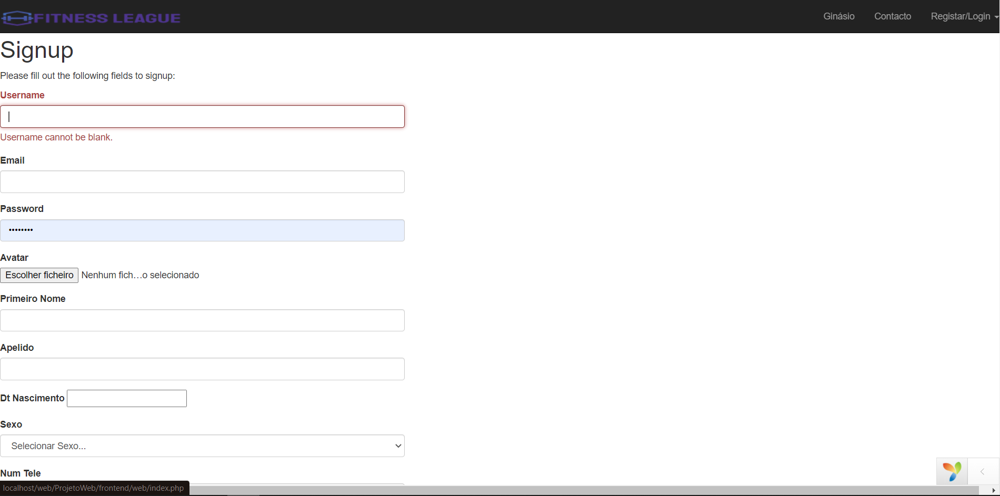 FITNESS LEAGUE
Ginásio
Contacto
Registar/Login
Signup
Please fill out the following fields to signup:
Username
Username cannot be blank.
Email
Password
••••••••
Avatar
Escolher ficheiro Nenhum fich…o selecionado
Primeiro Nome
Apelido
Dt Nascimento
Sexo
Selecionar Sexo...
Num Tele
localhost/web/ProjetoWeb/frontend/web/index.php